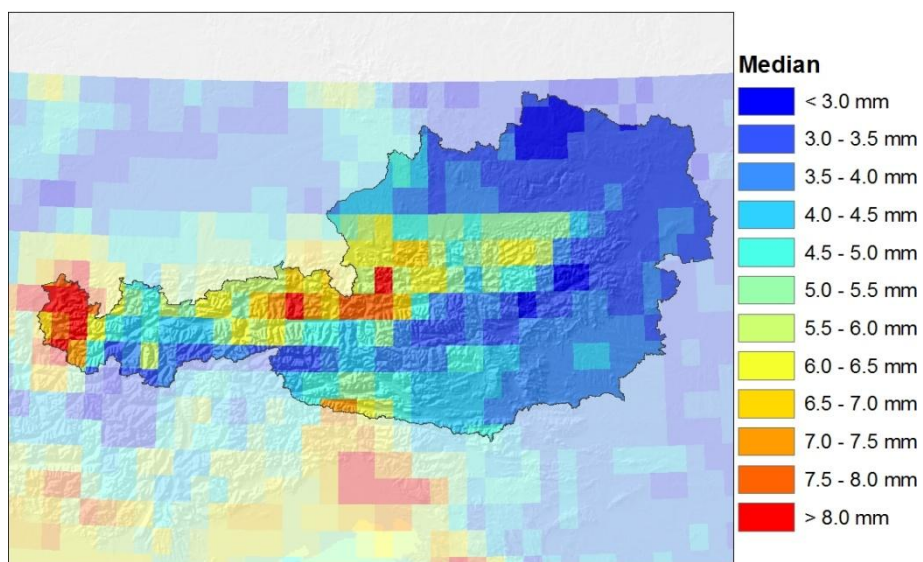 Median
< 3.0 mm
3.0 - 3.5 mm
3.5 - 4.0 mm
4.0 - 4.5 mm
4.5 - 5.0 mm
5.0 - 5.5 mm
5.5 - 6.0 mm
6.0 - 6.5 mm
6.5 - 7.0 mm
7.0 - 7.5 mm
7.5 - 8.0 mm
> 8.0 mm